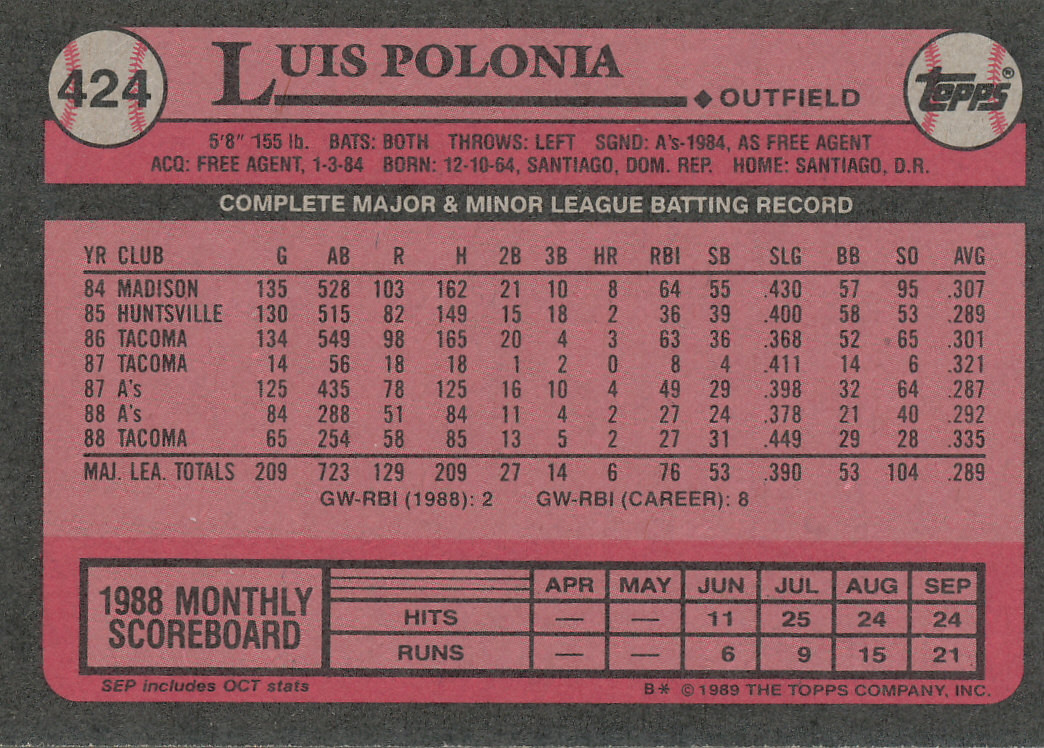 424
LUIS POLONIA
◆ OUTFIELD
TOPPS®
5'8" 155 lb. BATS: BOTH THROWS: LEFT SGND: A's-1984, AS FREE AGENT
ACQ: FREE AGENT, 1-3-84 BORN: 12-10-64, SANTIAGO, DOM. REP. HOME: SANTIAGO, D.R.
COMPLETE MAJOR & MINOR LEAGUE BATTING RECORD
YR CLUB G AB R H 2B 3B HR RBI SB SLG BB SO AVG
84 MADISON 135 528 103 162 21 10 8 64 55 .430 57 95 .307
85 HUNTSVILLE 130 515 82 149 15 18 2 36 39 .400 58 53 .289
86 TACOMA 134 549 98 165 20 4 3 63 36 .368 52 65 .301
87 TACOMA 14 56 18 18 1 2 0 8 4 .411 14 6 .321
87 A's 125 435 78 125 16 10 4 49 29 .398 32 64 .287
88 A's 84 288 51 84 11 4 2 27 24 .378 21 40 .292
88 TACOMA 65 254 58 85 13 5 2 27 31 .449 29 28 .335
MAJ. LEA. TOTALS 209 723 129 209 27 14 6 76 53 .390 53 104 .289
GW-RBI (1988): 2 GW-RBI (CAREER): 8
1988 MONTHLY
SCOREBOARD
APR MAY JUN JUL AUG SEP
HITS — — 11 25 24 24
RUNS — — 6 9 15 21
SEP includes OCT stats
B* ©1989 THE TOPPS COMPANY, INC.